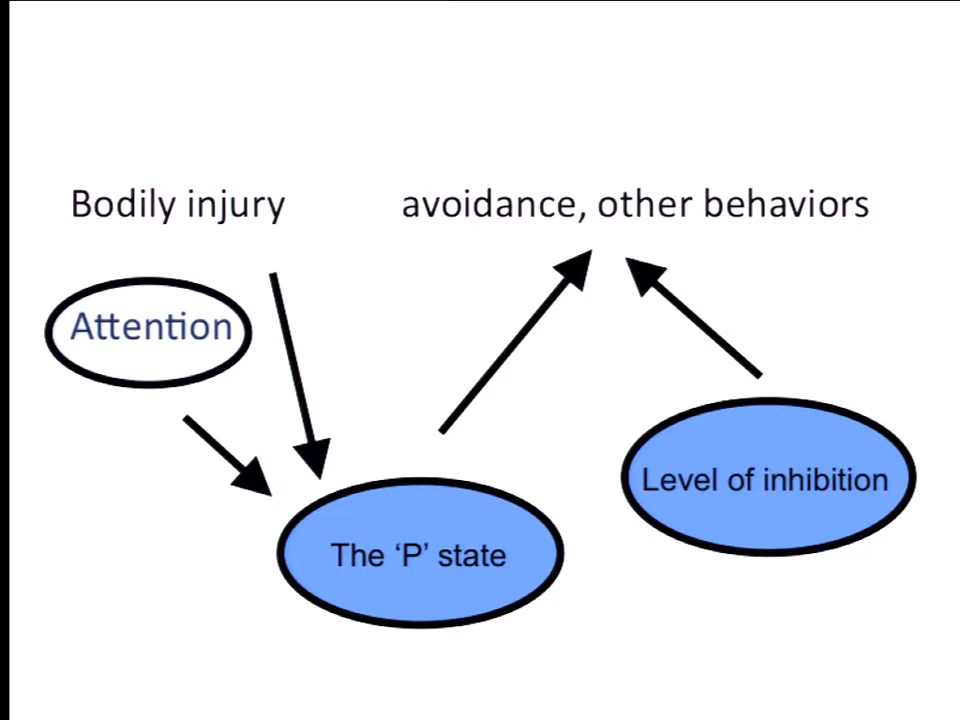 Bodily injury
avoidance, other behaviors
Attention
Level of inhibition
The ‘P’ state